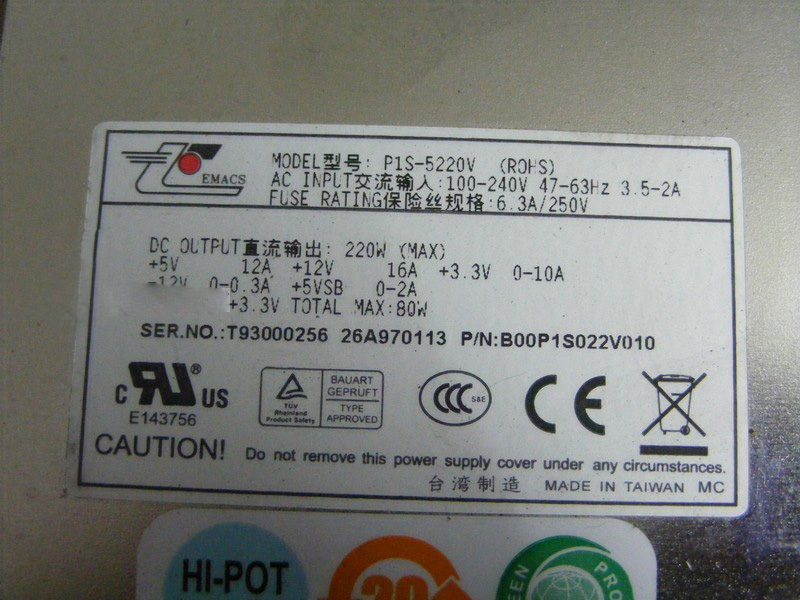 EMACS
MODEL型号: P1S-5220V (ROHS)
AC INPUT交流输入:100-240V 47-63Hz 3.5-2A
FUSE RATING保险丝规格:6.3A/250V
DC OUTPUT直流输出: 220W (MAX)
+5V 12A +12V 16A +3.3V 0-10A
-12V 0-0.3A +5VSB 0-2A
+3.3V TOTAL MAX:80W
SER.NO.:T93000256 26A970113 P/N:B00P1S022V010
c RU ® US
E143756
TÜV
Rheinland
Product Safety
BAUART
GEPRÜFT
TYPE
APPROVED
CCC S&E
CE
CAUTION! Do not remove this power supply cover under any circumstances.
台湾制造 MADE IN TAIWAN MC
HI-POT
GREEN PRO